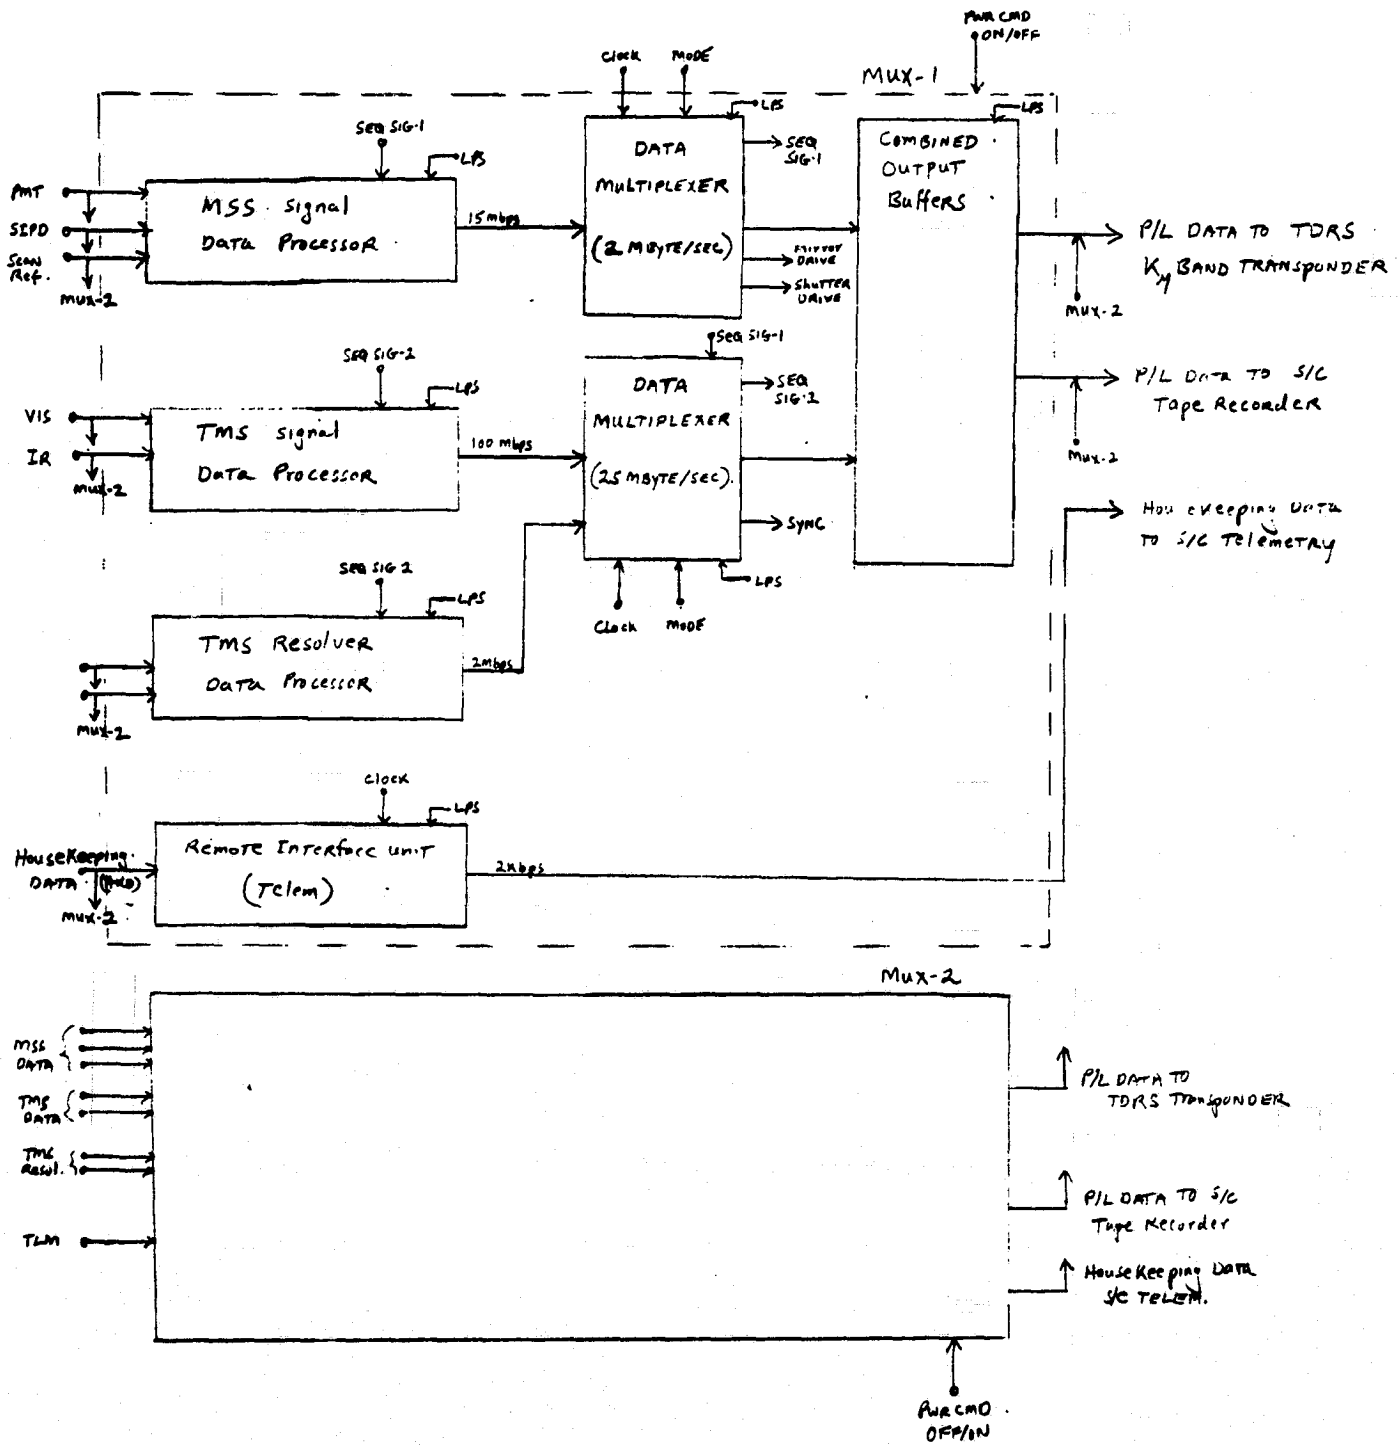 PWR CMD
ON/OFF
Clock
MODE
MUX-1
LPS
LPS
SEQ SIG-1
LPS
DATA
MULTIPLEXER
(2 MBYTE/SEC)
SEQ
SIG-1
COMBINED
OUTPUT
Buffers
PMT
SIPD
SCAN
Ref.
MUX-2
MSS Signal
DATA Processor
15 mbps
MIRROR
DRIVE
SHUTTER
DRIVE
P/L DATA TO TDRS
Ku BAND TRANSPONDER
MUX-2
SEQ SIG-1
SEQ SIG-2
LPS
DATA
MULTIPLEXER
(25 MBYTE/SEC).
SEQ
SIG-2
P/L DATA TO S/C
Tape Recorder
MUX-2
VIS
IR
MUX-2
TMS Signal
DATA Processor
100 mbps
SYNC
HouseKeeping DATA
TO S/C Telemetry
LPS
Clock
MODE
SEQ SIG 2
LPS
TMS Resolver
DATA Processor
2mbps
MUX-2
Clock
LPS
HouseKeeping
DATA
MUX-2
Remote Interface unit
(Telem)
2Kbps
Mux-2
MSS
DATA
TMS
DATA
TMS
Resol.
TLM
P/L DATA TO
TDRS Transponder
P/L DATA TO S/C
Tape Recorder
HouseKeeping Data
S/C TELEM.
PWR CMD
OFF/ON